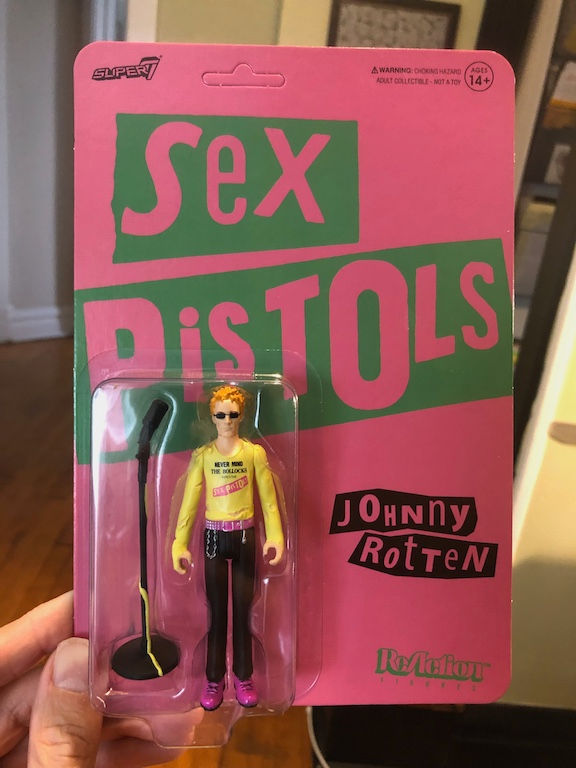 SUPER7
WARNING: CHOKING HAZARD
ADULT COLLECTIBLE - NOT A TOY
AGES
14+
SeX
PiSTOLS
NEVER MIND
THE BOLLOCKS
SEX PISTOLS
JOHNNY
ROTTEN
ReAction
FIGURES